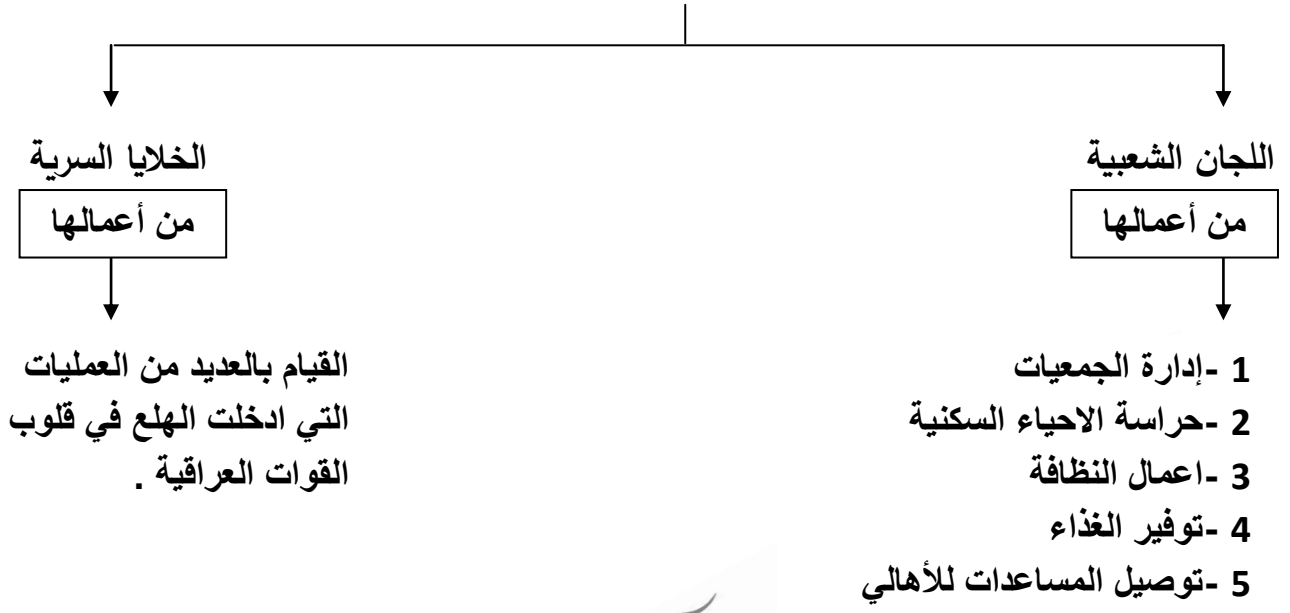 اللجان الشعبية
من أعمالها
1 -إدارة الجمعيات
2 -حراسة الاحياء السكنية
3 -اعمال النظافة
4 -توفير الغذاء
5 -توصيل المساعدات للأهالي
الخلايا السرية
من أعمالها
القيام بالعديد من العمليات
التي ادخلت الهلع في قلوب
القوات العراقية .